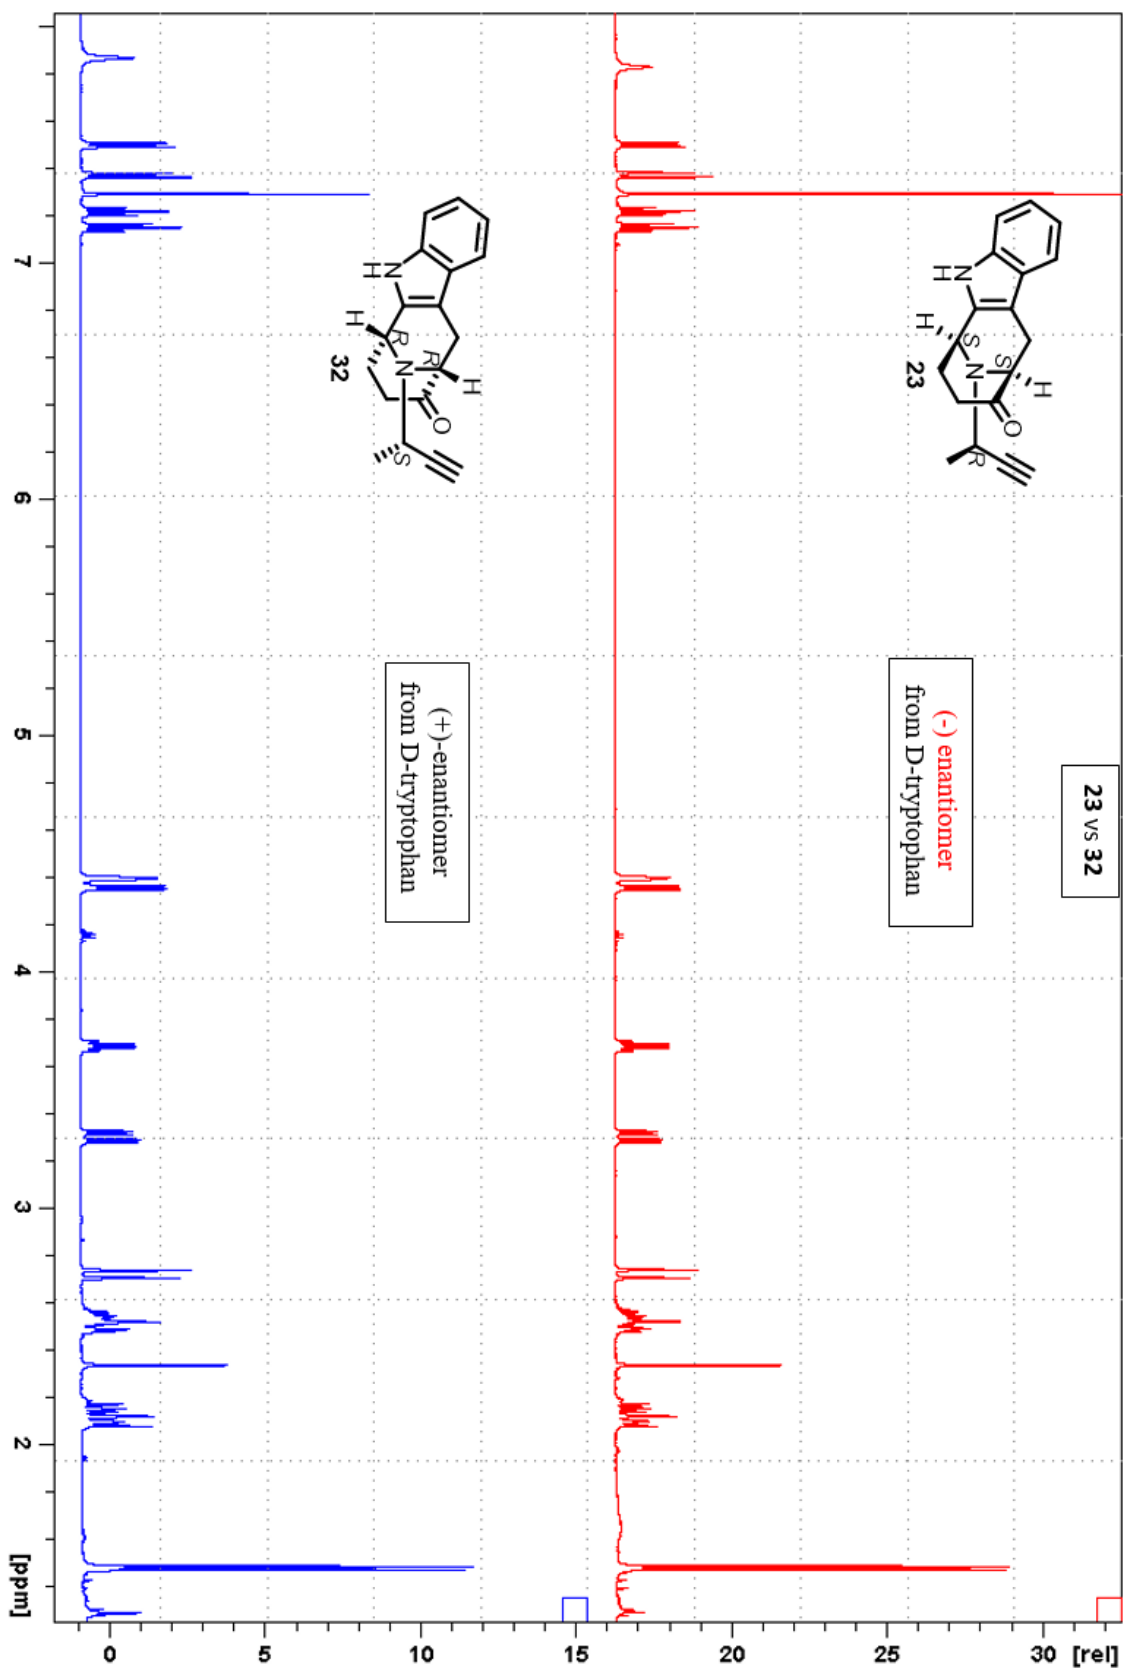 23 vs 32
(-) enantiomer
from D-tryptophan
(+)-enantiomer
from D-tryptophan
N
H
H
S
N
S
H
O
R
23
N
H
H
R
N
R
H
O
S
32
7
6
5
4
3
2
[ppm]
0
5
10
15
20
25
30
[rel]